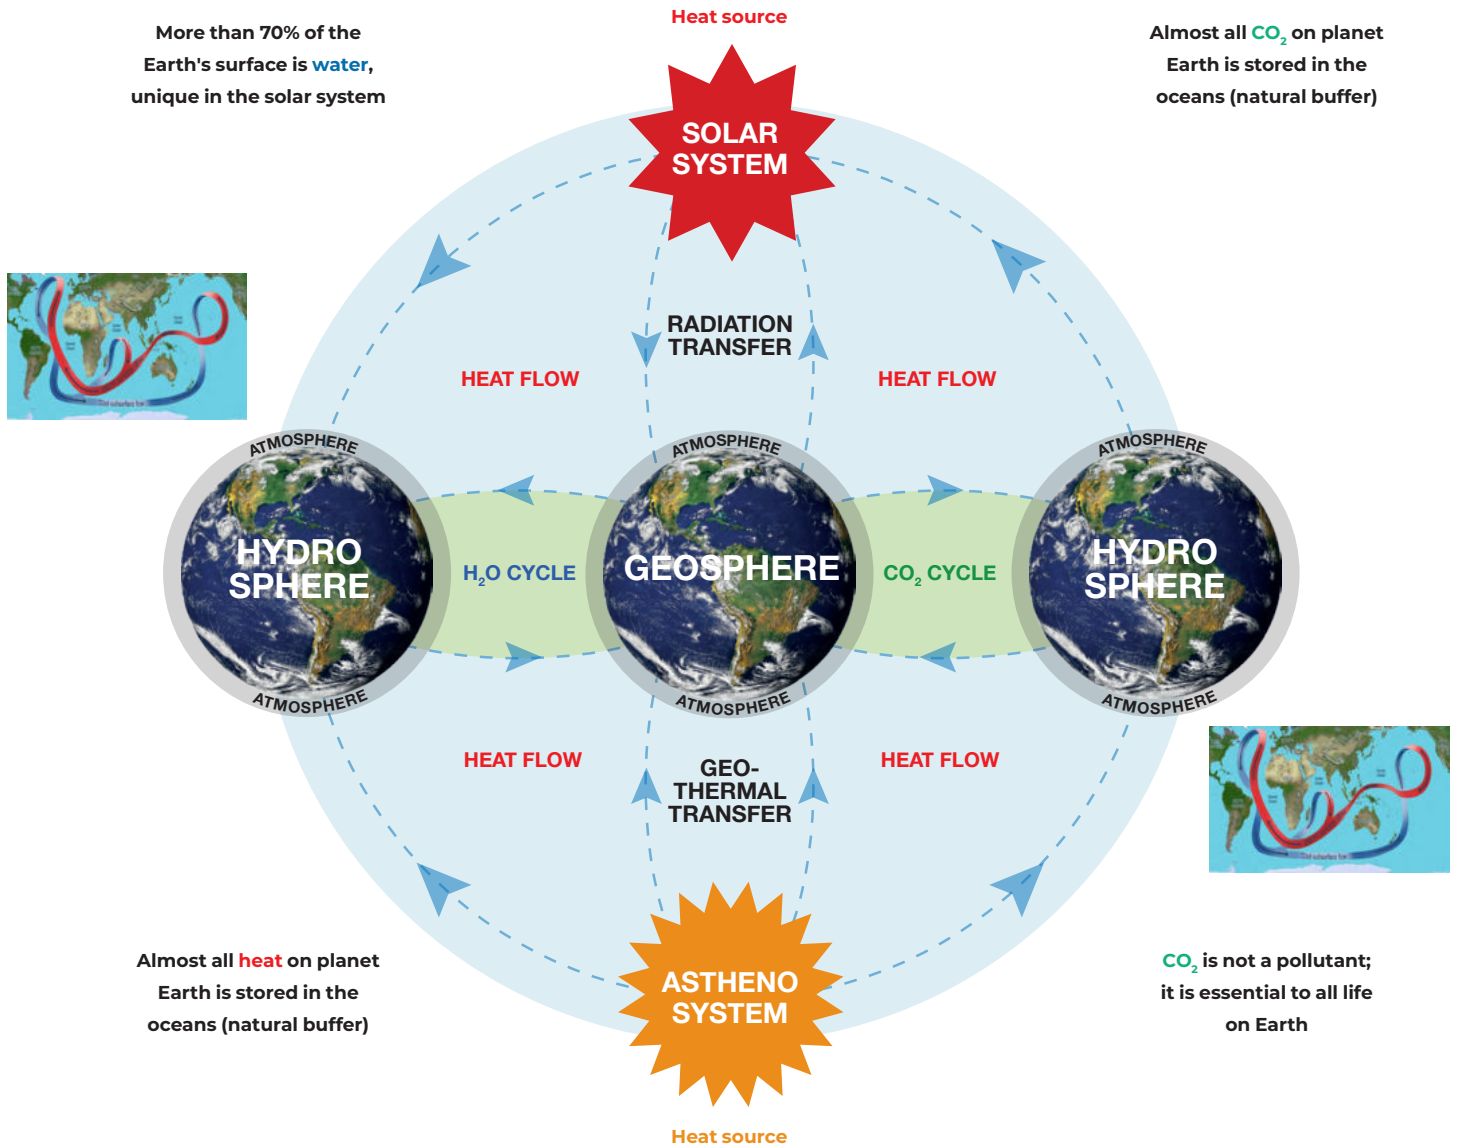 Heat source
More than 70% of the
Earth's surface is water,
unique in the solar system
Almost all CO₂ on planet
Earth is stored in the
oceans (natural buffer)
SOLAR
SYSTEM
RADIATION
TRANSFER
HEAT FLOW
HEAT FLOW
ATMOSPHERE
ATMOSPHERE
ATMOSPHERE
HYDRO
SPHERE
H₂O CYCLE
GEOSPHERE
CO₂ CYCLE
HYDRO
SPHERE
ATMOSPHERE
ATMOSPHERE
ATMOSPHERE
HEAT FLOW
GEO-
THERMAL
TRANSFER
HEAT FLOW
ASTHENO
SYSTEM
Almost all heat on planet
Earth is stored in the
oceans (natural buffer)
CO₂ is not a pollutant;
it is essential to all life
on Earth
Heat source